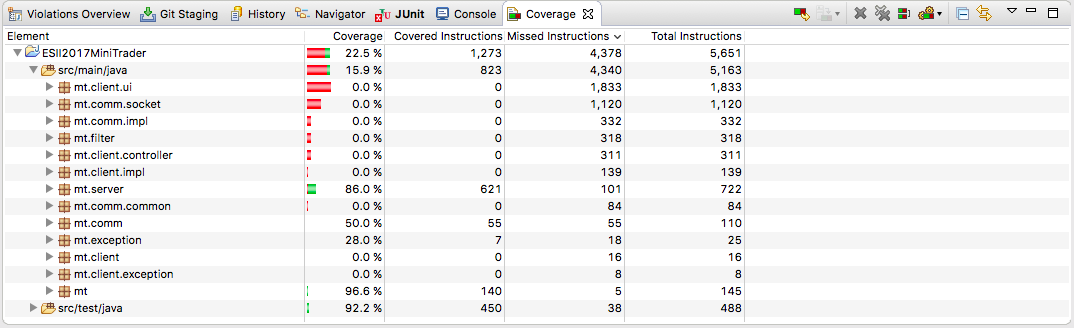 Violations Overview Git Staging History Navigator JUnit Console Coverage
Element Coverage Covered Instructions Missed Instructions Total Instructions
ESII2017MiniTrader 22.5 % 1,273 4,378 5,651
src/main/java 15.9 % 823 4,340 5,163
mt.client.ui 0.0 % 0 1,833 1,833
mt.comm.socket 0.0 % 0 1,120 1,120
mt.comm.impl 0.0 % 0 332 332
mt.filter 0.0 % 0 318 318
mt.client.controller 0.0 % 0 311 311
mt.client.impl 0.0 % 0 139 139
mt.server 86.0 % 621 101 722
mt.comm.common 0.0 % 0 84 84
mt.comm 50.0 % 55 55 110
mt.exception 28.0 % 7 18 25
mt.client 0.0 % 0 16 16
mt.client.exception 0.0 % 0 8 8
mt 96.6 % 140 5 145
src/test/java 92.2 % 450 38 488